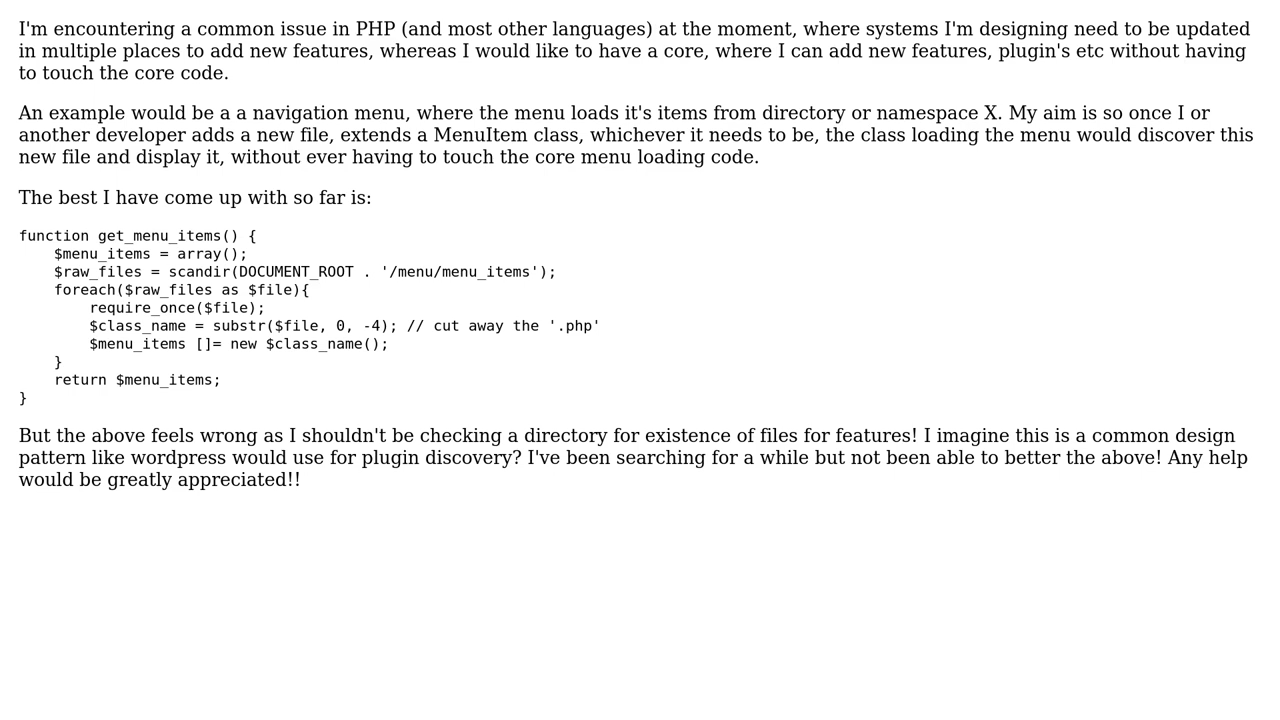 I'm encountering a common issue in PHP (and most other languages) at the moment, where systems I'm designing need to be updated
in multiple places to add new features, whereas I would like to have a core, where I can add new features, plugin's etc without having
to touch the core code.
An example would be a a navigation menu, where the menu loads it's items from directory or namespace X. My aim is so once I or
another developer adds a new file, extends a MenuItem class, whichever it needs to be, the class loading the menu would discover this
new file and display it, without ever having to touch the core menu loading code.
The best I have come up with so far is:
function get_menu_items() {
    $menu_items = array();
    $raw_files = scandir(DOCUMENT_ROOT . '/menu/menu_items');
    foreach($raw_files as $file){
        require_once($file);
        $class_name = substr($file, 0, -4); // cut away the '.php'
        $menu_items []= new $class_name();
    }
    return $menu_items;
}
But the above feels wrong as I shouldn't be checking a directory for existence of files for features! I imagine this is a common design
pattern like wordpress would use for plugin discovery? I've been searching for a while but not been able to better the above! Any help
would be greatly appreciated!!